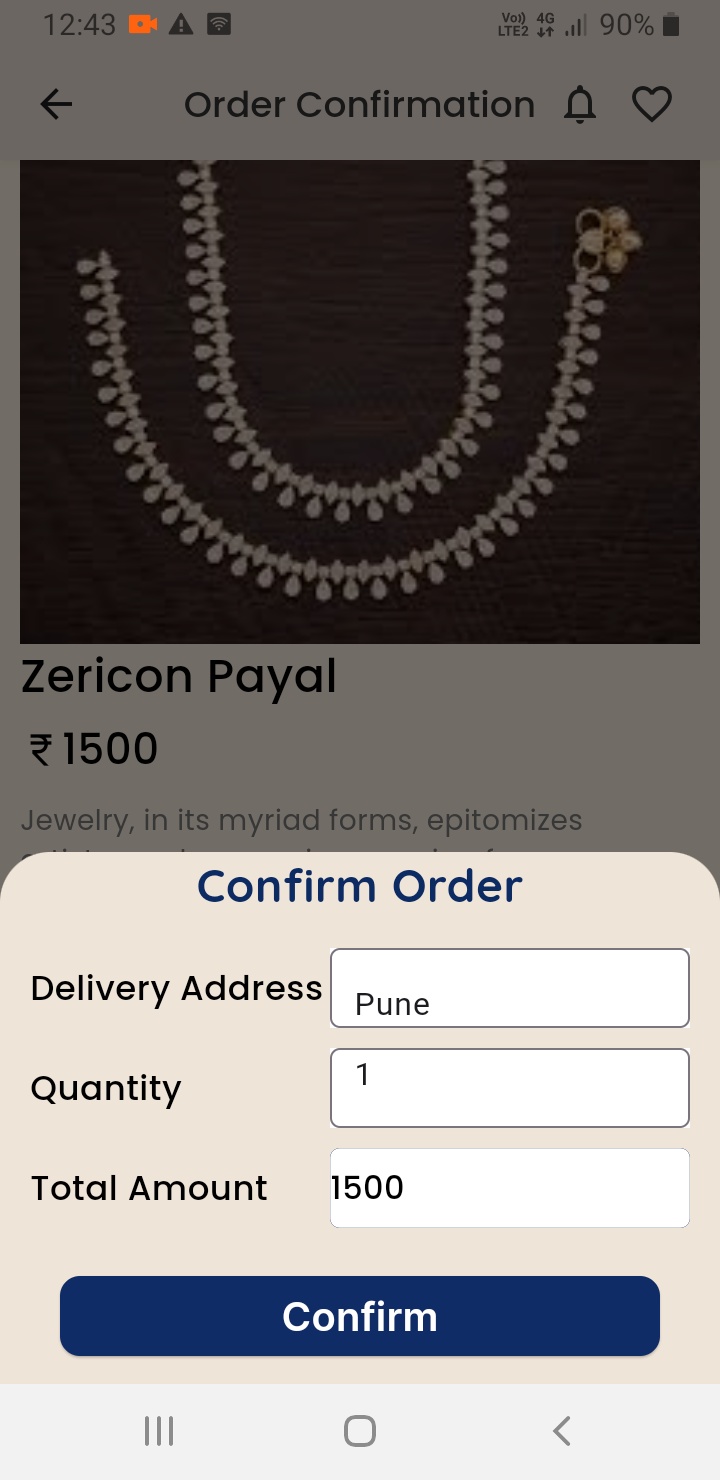 12:43 Vo)) LTE2 4G 90%
Order Confirmation
Zericon Payal
₹ 1500
Jewelry, in its myriad forms, epitomizes
Confirm Order
Delivery Address Pune
Quantity 1
Total Amount 1500
Confirm